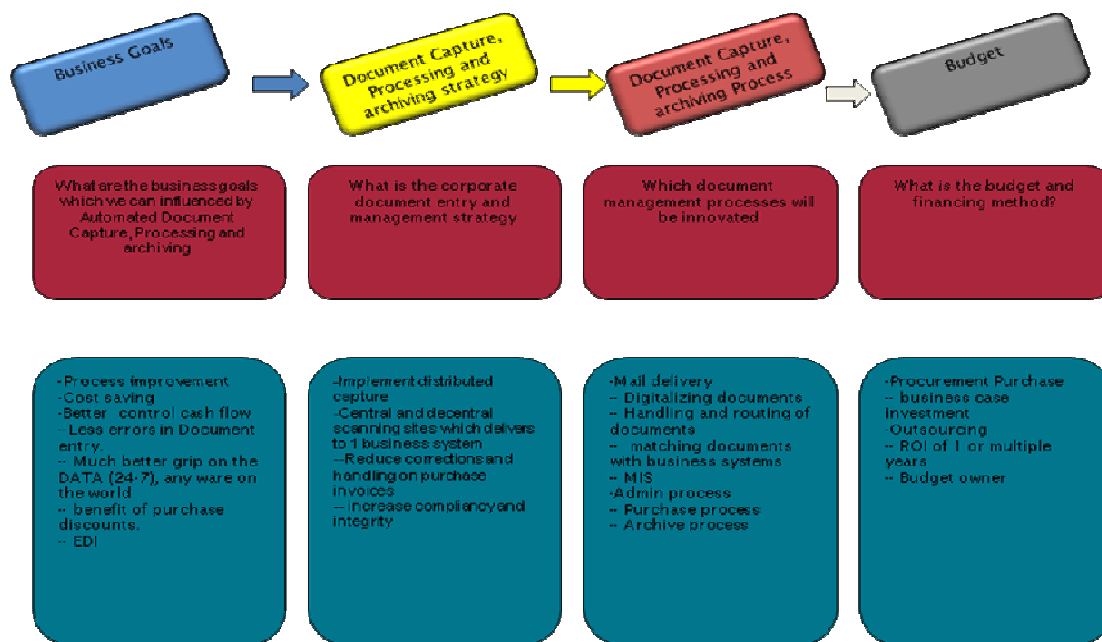 Business Goals
Document Capture,
Processing and
archiving strategy
Document Capture,
Processing and
archiving Process
Budget
What are the business goals
which we can influenced by
Automated Document
Capture, Processing and
archiving
What is the corporate
document entry and
management strategy
Which document
management processes will
be innovated
What is the budget and
financing method?
-Process improvement
-Cost saving
-Better control cash flow
-- Less errors in Document
entry.
-- Much better grip on the
DATA (24-7), any ware on
the world
-- benefit of purchase
discounts.
-- EDI
-Implement distributed
capture
-Central and decentral
scanning sites which delivers
to 1 business system
--Reduce corrections and
handling on purchase
invoices
-- Increase compliancy and
integrity
-Mail delivery
-- Digitalizing documents
-- Handling and routing of
documents
-- matching documents
with business systems
-- MIS
-Admin process
-- Purchase process
-- Archive process
-Procurement Purchase
-- business case
investment
-Outsourcing
-- ROI of 1 or multiple
years
-- Budget owner